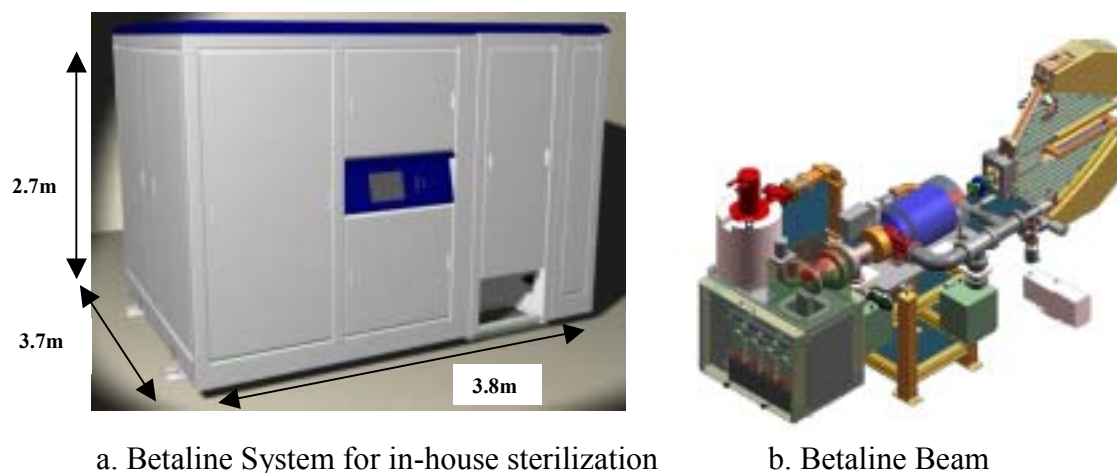 2.7m
3.7m
3.8m
a. Betaline System for in-house sterilization
b. Betaline Beam